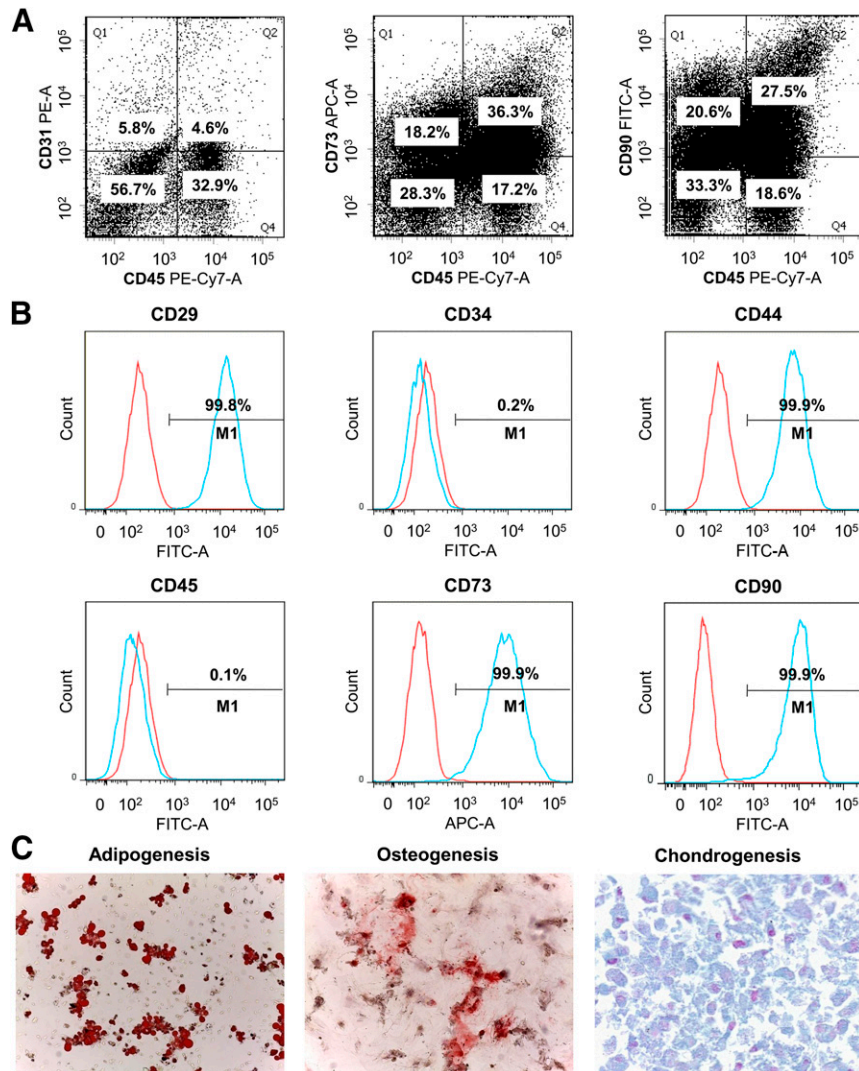 A
Q1
Q2
5.8%
4.6%
56.7%
32.9%
Q4
CD31 PE-A
10⁵
10⁴
10³
10²
10² 10³ 10⁴ 10⁵
CD45 PE-Cy7-A
Q1
Q2
36.3%
18.2%
28.3%
17.2%
Q4
CD73 APC-A
10⁵
10⁴
10³
10²
10² 10³ 10⁴ 10⁵
CD45 PE-Cy7-A
Q1
Q2
27.5%
20.6%
33.3%
18.6%
Q4
CD90 FITC-A
10⁵
10⁴
10³
10²
10² 10³ 10⁴ 10⁵
CD45 PE-Cy7-A
B
CD29
Count
99.8%
M1
0
0 10² 10³ 10⁴ 10⁵
FITC-A
CD34
Count
0.2%
M1
0
0 10² 10³ 10⁴ 10⁵
FITC-A
CD44
Count
99.9%
M1
0
0 10² 10³ 10⁴ 10⁵
FITC-A
CD45
Count
0.1%
M1
0
0 10² 10³ 10⁴ 10⁵
FITC-A
CD73
Count
99.9%
M1
0
0 10² 10³ 10⁴ 10⁵
APC-A
CD90
Count
99.9%
M1
0
0 10² 10³ 10⁴ 10⁵
FITC-A
C
Adipogenesis
Osteogenesis
Chondrogenesis